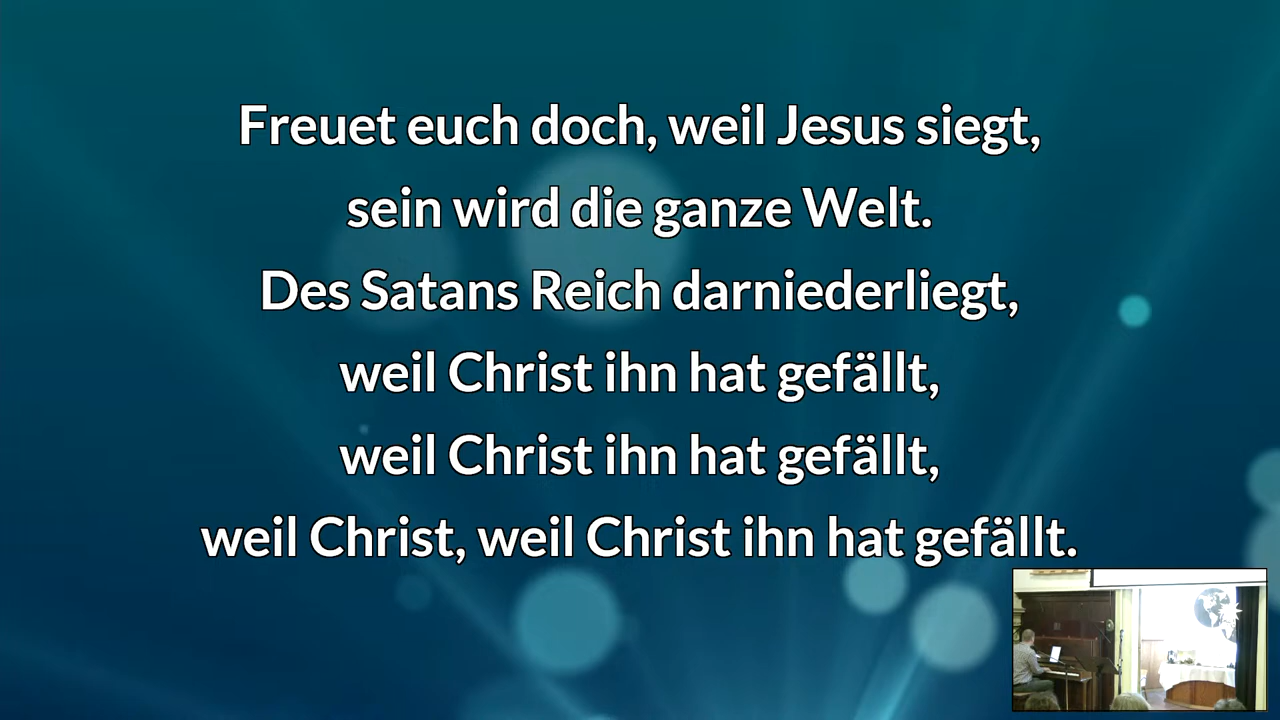 Freuet euch doch, weil Jesus siegt,
sein wird die ganze Welt.
Des Satans Reich darniederliegt,
weil Christ ihn hat gefällt,
weil Christ ihn hat gefällt,
weil Christ, weil Christ ihn hat gefällt.